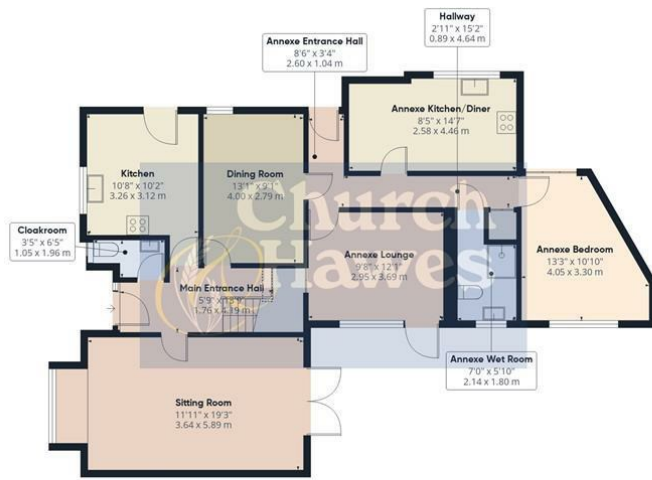 Hallway
2'11" x 15'2"
0.89 x 4.64 m
Annexe Entrance Hall
8'6" x 3'4"
2.60 x 1.04 m
Annexe Kitchen/Diner
8'5" x 14'7"
2.58 x 4.46 m
Kitchen
10'8" x 10'2"
3.26 x 3.12 m
Dining Room
13'1" x 9'1"
4.00 x 2.79 m
Church
Hawes
Cloakroom
3'5" x 6'5"
1.05 x 1.96 m
Annexe Lounge
9'8" x 12'1"
2.95 x 3.69 m
Annexe Bedroom
13'3" x 10'10"
4.05 x 3.30 m
Main Entrance Hall
5'9" x 13'9"
1.76 x 4.19 m
Annexe Wet Room
7'0" x 5'10"
2.14 x 1.80 m
Sitting Room
11'11" x 19'3"
3.64 x 5.89 m